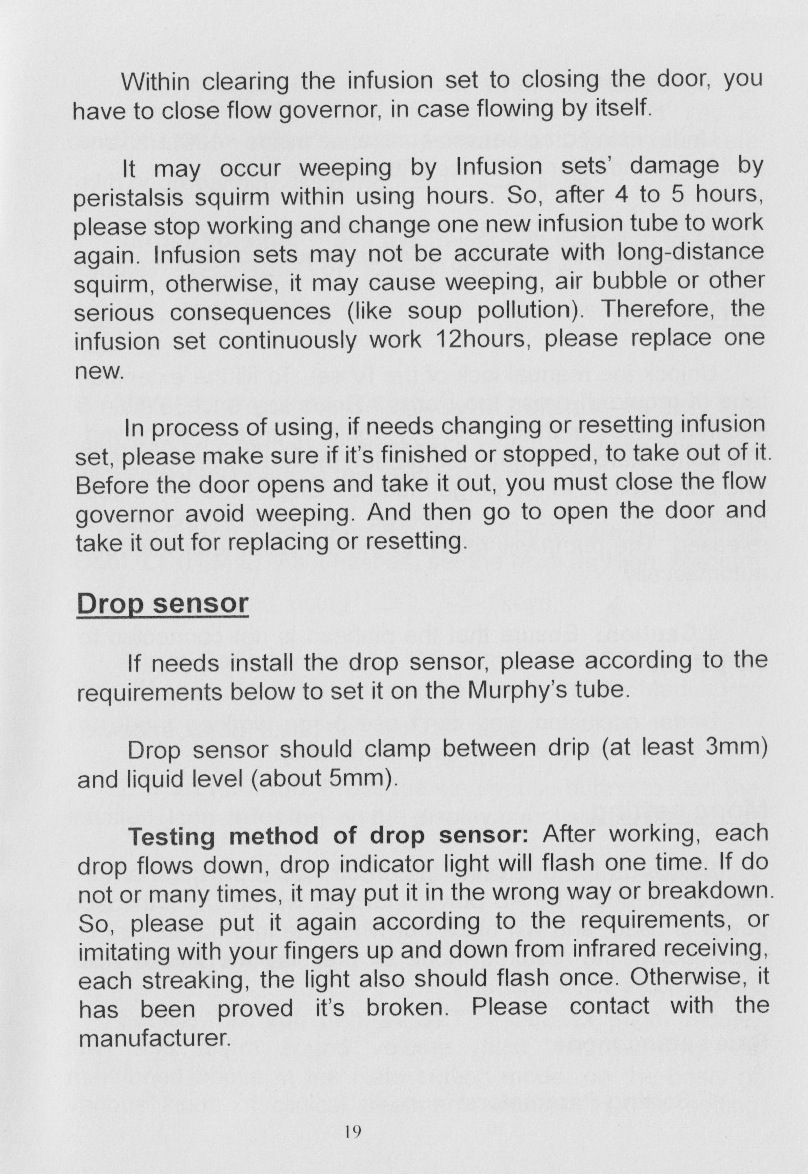 Within clearing the infusion set to closing the door, you
have to close flow governor, in case flowing by itself.
It may occur weeping by Infusion sets' damage by
peristalsis squirm within using hours. So, after 4 to 5 hours,
please stop working and change one new infusion tube to work
again. Infusion sets may not be accurate with long-distance
squirm, otherwise, it may cause weeping, air bubble or other
serious consequences (like soup pollution). Therefore, the
infusion set continuously work 12hours, please replace one
new.
In process of using, if needs changing or resetting infusion
set, please make sure if it's finished or stopped, to take out of it.
Before the door opens and take it out, you must close the flow
governor avoid weeping. And then go to open the door and
take it out for replacing or resetting.
Drop sensor
If needs install the drop sensor, please according to the
requirements below to set it on the Murphy's tube.
Drop sensor should clamp between drip (at least 3mm)
and liquid level (about 5mm).
Testing method of drop sensor: After working, each
drop flows down, drop indicator light will flash one time. If do
not or many times, it may put it in the wrong way or breakdown.
So, please put it again according to the requirements, or
imitating with your fingers up and down from infrared receiving,
each streaking, the light also should flash once. Otherwise, it
has been proved it's broken. Please contact with the
manufacturer.
19